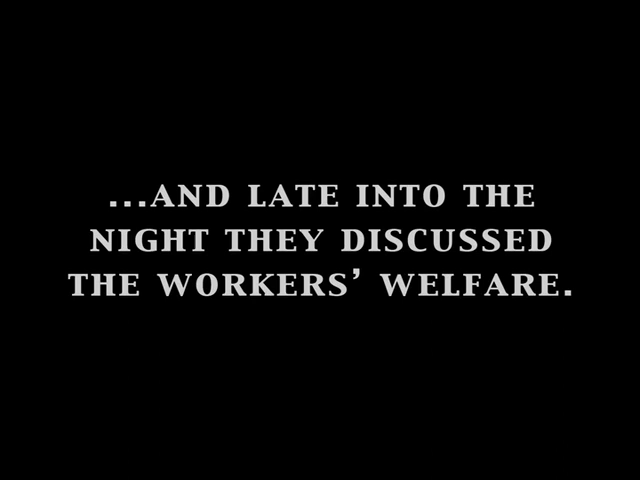 ...AND LATE INTO THE
NIGHT THEY DISCUSSED
THE WORKERS’ WELFARE.